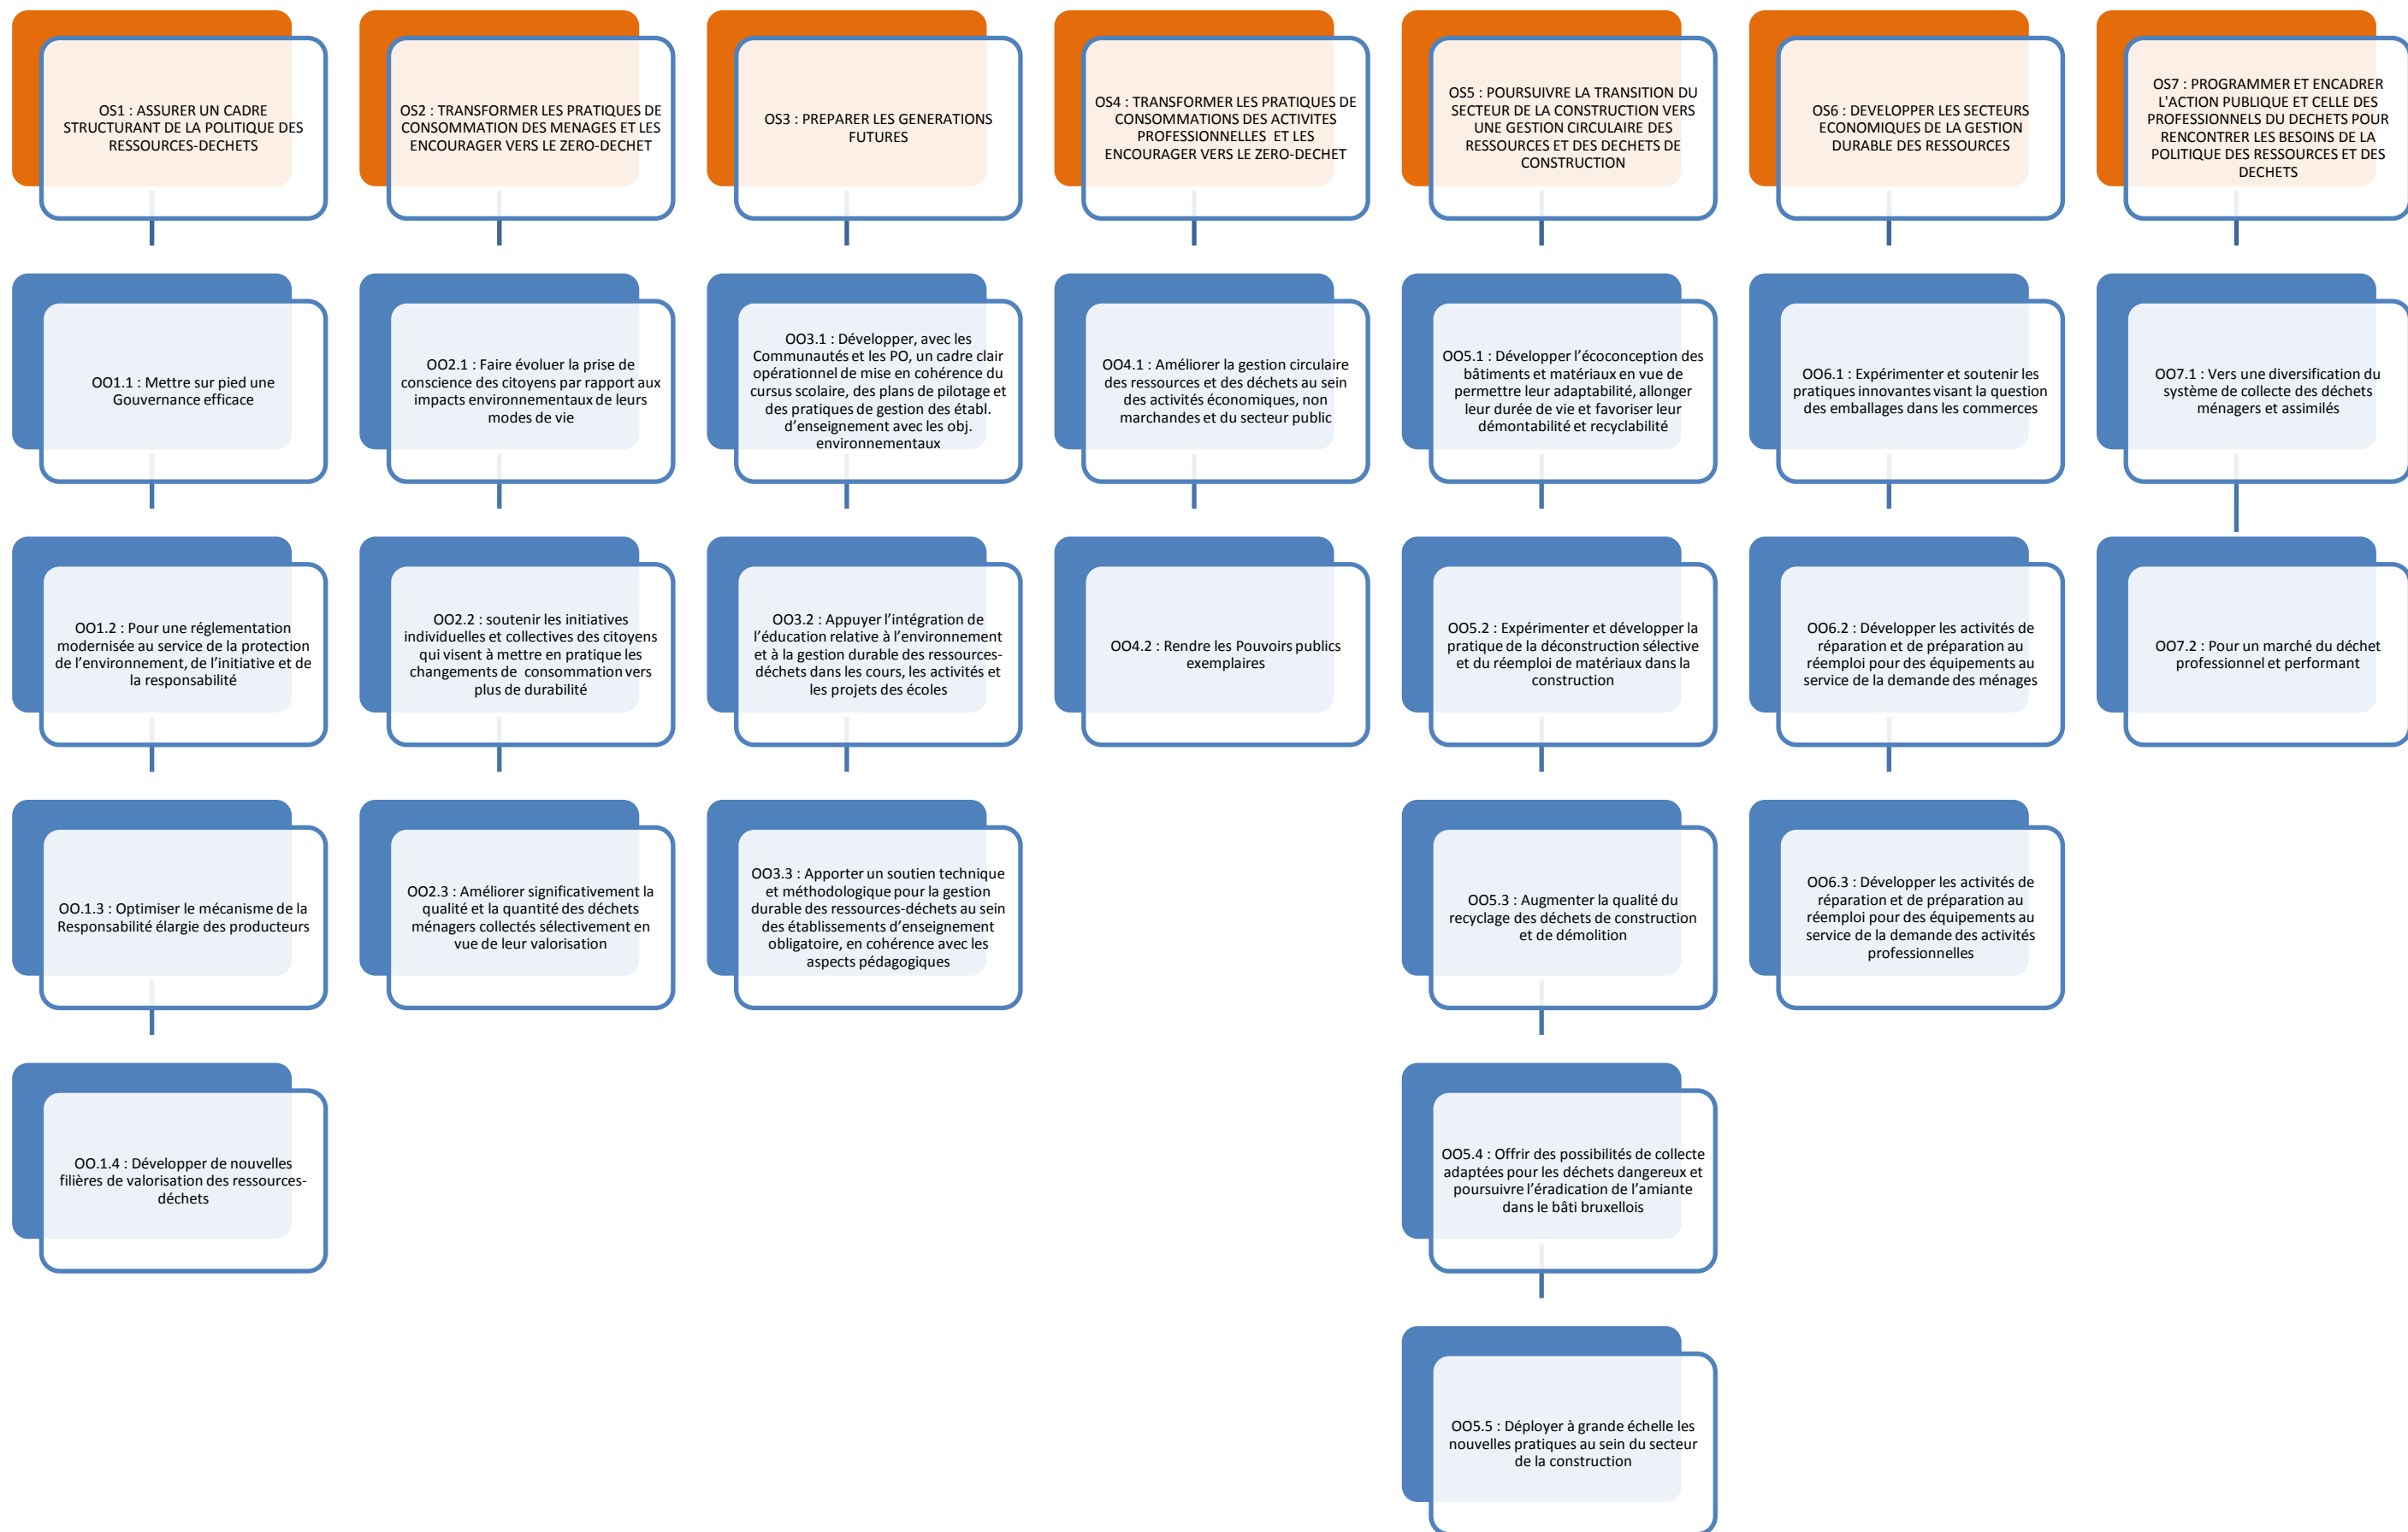 OS1 : ASSURER UN CADRE
STRUCTURANT DE LA POLITIQUE DES
RESSOURCES-DECHETS
OO1.1 : Mettre sur pied une
Gouvernance efficace
OO1.2 : Pour une réglementation
modernisée au service de la protection
de l’environnement, de l’initiative et de
la responsabilité
OO.1.3 : Optimiser le mécanisme de la
Responsabilité élargie des producteurs
OO.1.4 : Développer de nouvelles
filières de valorisation des ressources-
déchets
OS2 : TRANSFORMER LES PRATIQUES DE
CONSOMMATION DES MENAGES ET LES
ENCOURAGER VERS LE ZERO-DECHET
OO2.1 : Faire évoluer la prise de
conscience des citoyens par rapport aux
impacts environnementaux de leurs
modes de vie
OO2.2 : soutenir les initiatives
individuelles et collectives des citoyens
qui visent à mettre en pratique les
changements de consommation vers
plus de durabilité
OO2.3 : Améliorer significativement la
qualité et la quantité des déchets
ménagers collectés sélectivement en
vue de leur valorisation
OS3 : PREPARER LES GENERATIONS
FUTURES
OO3.1 : Développer, avec les
Communautés et les PO, un cadre clair
opérationnel de mise en cohérence du
cursus scolaire, des plans de pilotage et
des pratiques de gestion des établ.
d’enseignement avec les obj.
environnementaux
OO3.2 : Appuyer l’intégration de
l’éducation relative à l’environnement
et à la gestion durable des ressources-
déchets dans les cours, les activités et
les projets des écoles
OO3.3 : Apporter un soutien technique
et méthodologique pour la gestion
durable des ressources-déchets au sein
des établissements d’enseignement
obligatoire, en cohérence avec les
aspects pédagogiques
OS4 : TRANSFORMER LES PRATIQUES DE
CONSOMMATIONS DES ACTIVITES
PROFESSIONNELLES ET LES
ENCOURAGER VERS LE ZERO-DECHET
OO4.1 : Améliorer la gestion circulaire
des ressources et des déchets au sein
des activités économiques, non
marchandes et du secteur public
OO4.2 : Rendre les Pouvoirs publics
exemplaires
OS5 : POURSUIVRE LA TRANSITION DU
SECTEUR DE LA CONSTRUCTION VERS
UNE GESTION CIRCULAIRE DES
RESSOURCES ET DES DECHETS DE
CONSTRUCTION
OO5.1 : Développer l’écoconception des
bâtiments et matériaux en vue de
permettre leur adaptabilité, allonger
leur durée de vie et favoriser leur
démontabilité et recyclabilité
OO5.2 : Expérimenter et développer la
pratique de la déconstruction sélective
et du réemploi de matériaux dans la
construction
OO5.3 : Augmenter la qualité du
recyclage des déchets de construction
et de démolition
OO5.4 : Offrir des possibilités de collecte
adaptées pour les déchets dangereux et
poursuivre l’éradication de l’amiante
dans le bâti bruxellois
OO5.5 : Déployer à grande échelle les
nouvelles pratiques au sein du secteur
de la construction
OS6 : DEVELOPPER LES SECTEURS
ECONOMIQUES DE LA GESTION
DURABLE DES RESSOURCES
OO6.1 : Expérimenter et soutenir les
pratiques innovantes visant la question
des emballages dans les commerces
OO6.2 : Développer les activités de
réparation et de préparation au
réemploi pour des équipements au
service de la demande des ménages
OO6.3 : Développer les activités de
réparation et de préparation au
réemploi pour des équipements au
service de la demande des activités
professionnelles
OS7 : PROGRAMMER ET ENCADRER
L'ACTION PUBLIQUE ET CELLE DES
PROFESSIONNELS DU DECHETS POUR
RENCONTRER LES BESOINS DE LA
POLITIQUE DES RESSOURCES ET DES
DECHETS
OO7.1 : Vers une diversification du
système de collecte des déchets
ménagers et assimilés
OO7.2 : Pour un marché du déchet
professionnel et performant